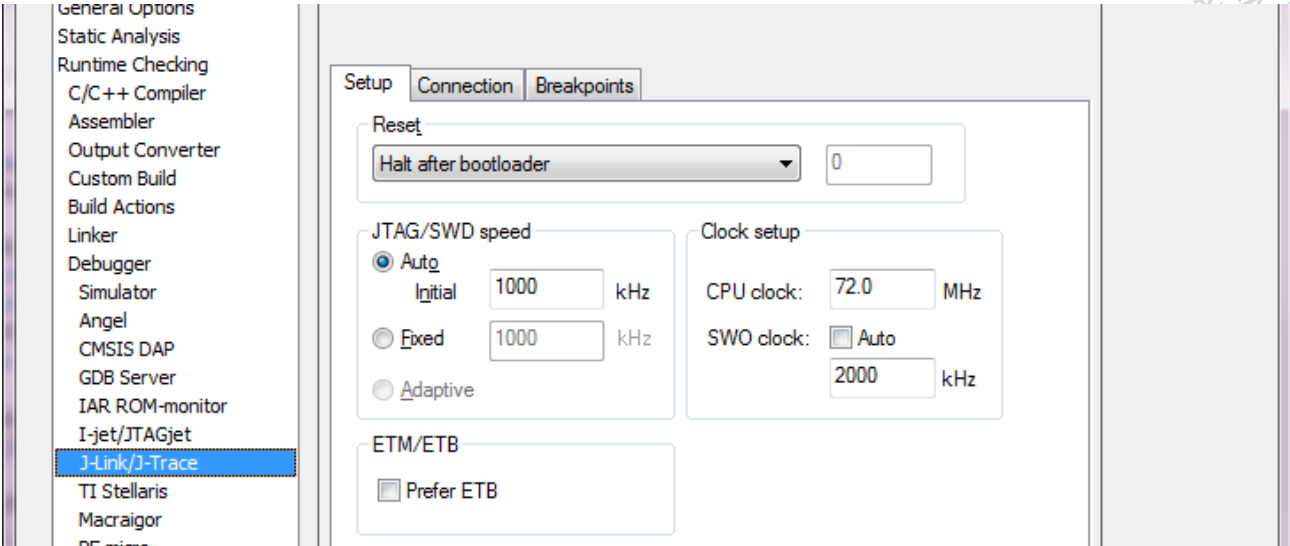 General Options
Static Analysis
Runtime Checking
C/C++ Compiler
Assembler
Output Converter
Custom Build
Build Actions
Linker
Debugger
Simulator
Angel
CMSIS DAP
GDB Server
IAR ROM-monitor
I-jet/JTAGjet
J-Link/J-Trace
TI Stellaris
Macraigor
Setup Connection Breakpoints
Reset
Halt after bootloader 0
JTAG/SWD speed
Auto
Initial 1000 kHz
Fixed 1000 kHz
Adaptive
Clock setup
CPU clock: 72.0 MHz
SWO clock: Auto
2000 kHz
ETM/ETB
Prefer ETB